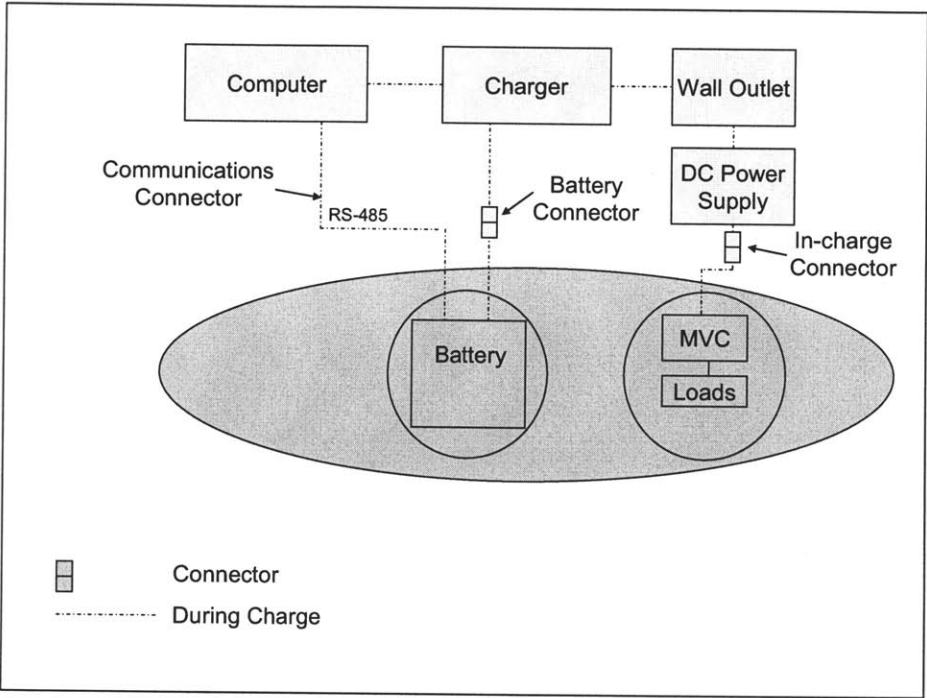 Computer
Charger
Wall Outlet
Communications
Connector
RS-485
Battery
Connector
DC Power
Supply
In-charge
Connector
Battery
MVC
Loads
Connector
During Charge